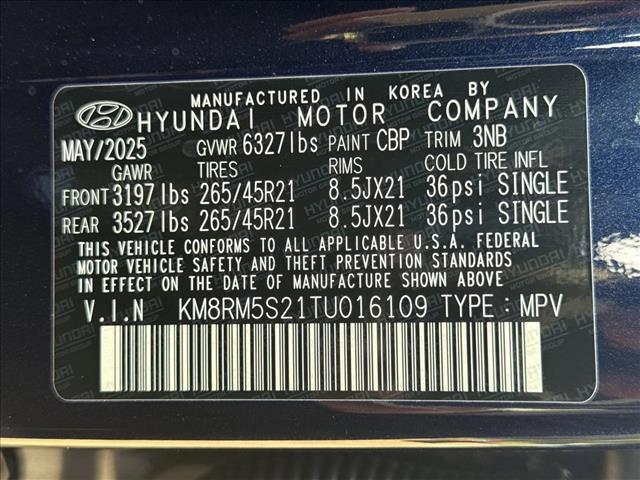 MANUFACTURED IN KOREA BY
HYUNDAI MOTOR COMPANY
MAY/2025 GVWR 6327lbs PAINT CBP TRIM 3NB
GAWR TIRES RIMS COLD TIRE INFL
FRONT 3197lbs 265/45R21 8.5JX21 36psi SINGLE
REAR 3527lbs 265/45R21 8.5JX21 36psi SINGLE
THIS VEHICLE CONFORMS TO ALL APPLICABLE U.S.A. FEDERAL
MOTOR VEHICLE SAFETY AND THEFT PREVENTION STANDARDS
IN EFFECT ON THE DATE OF MANUFACTURE SHOWN ABOVE.
V.I.N KM8RM5S21TU016109 TYPE : MPV